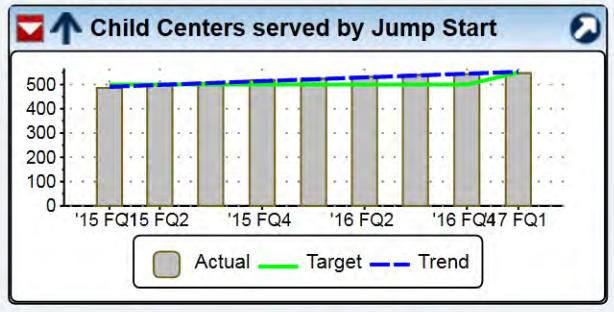 Child Centers served by Jump Start
500
400
300
200
100
0
'15 FQ1 '15 FQ2 '15 FQ4 '16 FQ2 '16 FQ4 '17 FQ1
Actual Target Trend